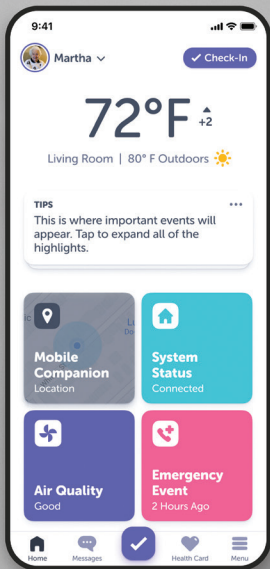 9:41
Martha
Check-In
72°F
+2
Living Room | 80° F Outdoors
TIPS
This is where important events will
appear. Tap to expand all of the
highlights.
Mobile
Companion
Location
System
Status
Connected
Air Quality
Good
Emergency
Event
2 Hours Ago
Home
Messages
Health Card
Menu